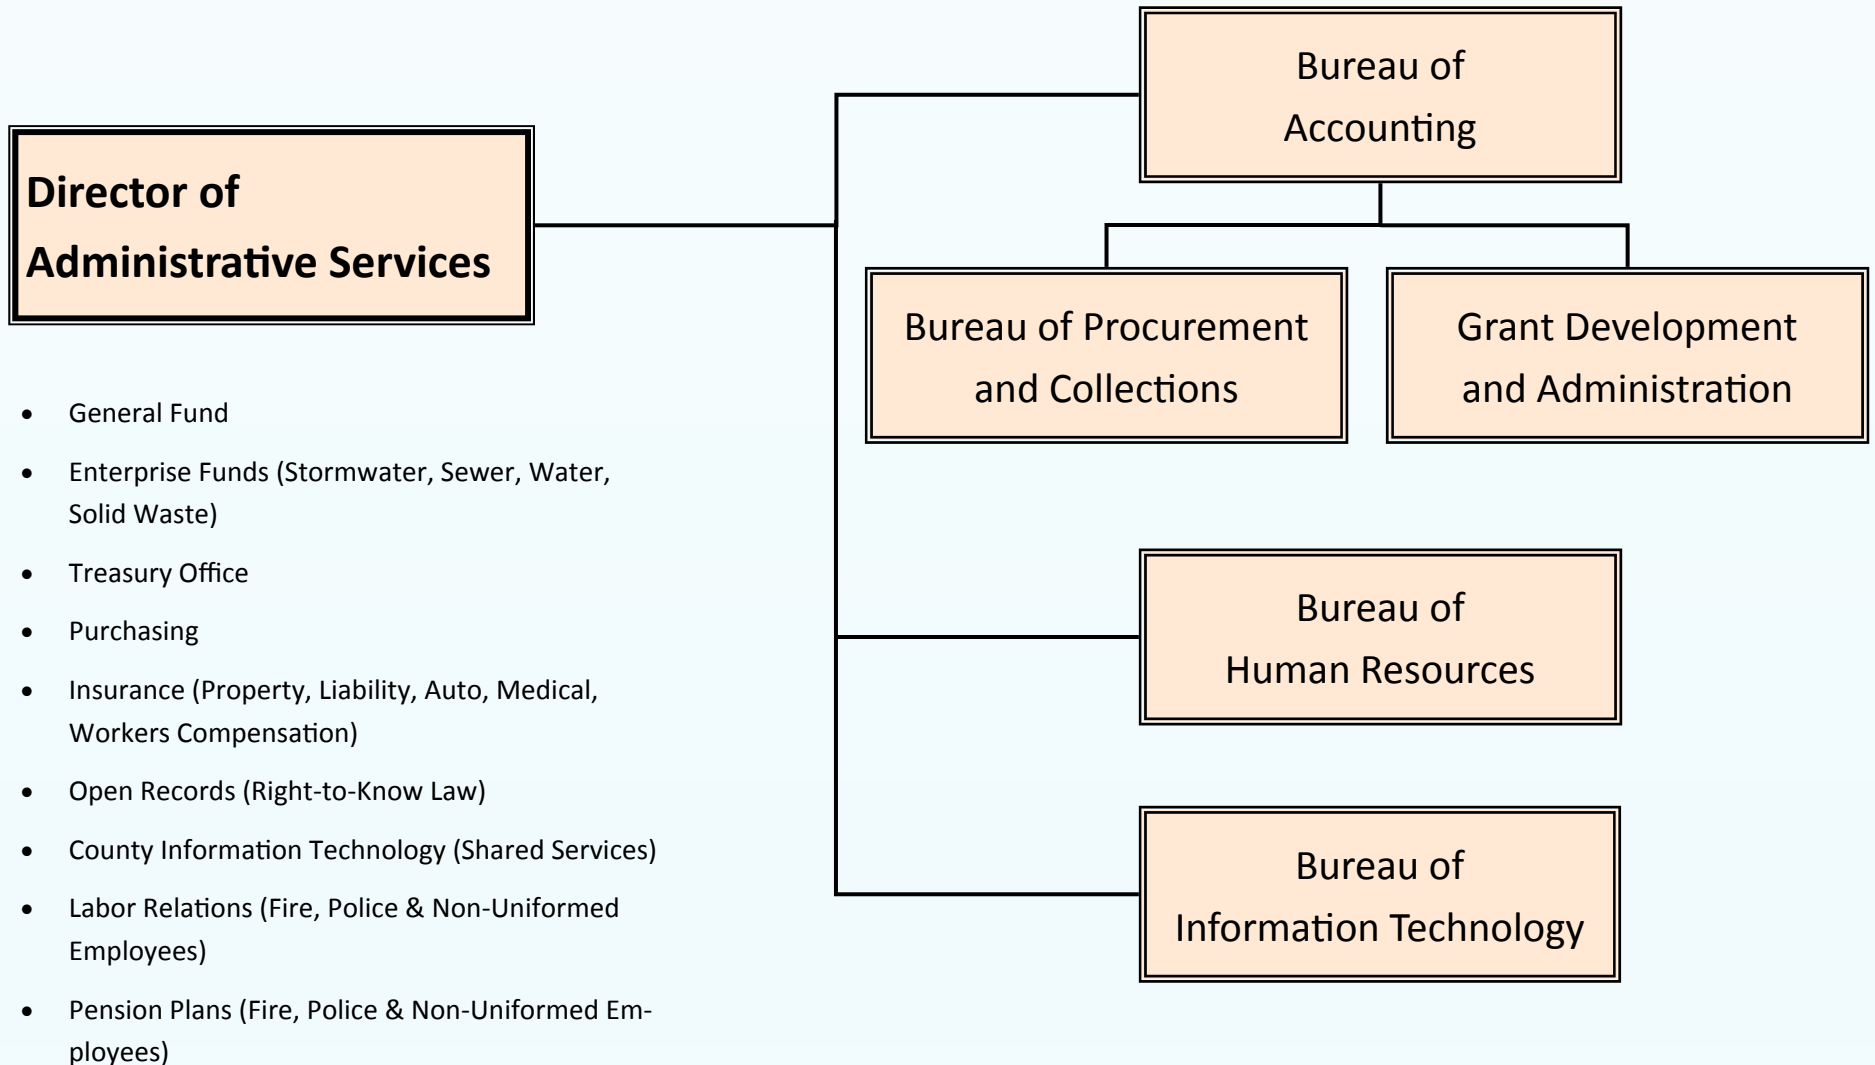 Director of
Administrative Services
• General Fund
• Enterprise Funds (Stormwater, Sewer, Water,
Solid Waste)
• Treasury Office
• Purchasing
• Insurance (Property, Liability, Auto, Medical,
Workers Compensation)
• Open Records (Right-to-Know Law)
• County Information Technology (Shared Services)
• Labor Relations (Fire, Police & Non-Uniformed
Employees)
• Pension Plans (Fire, Police & Non-Uniformed Em-
ployees)
Bureau of
Accounting
Bureau of Procurement
and Collections
Grant Development
and Administration
Bureau of
Human Resources
Bureau of
Information Technology